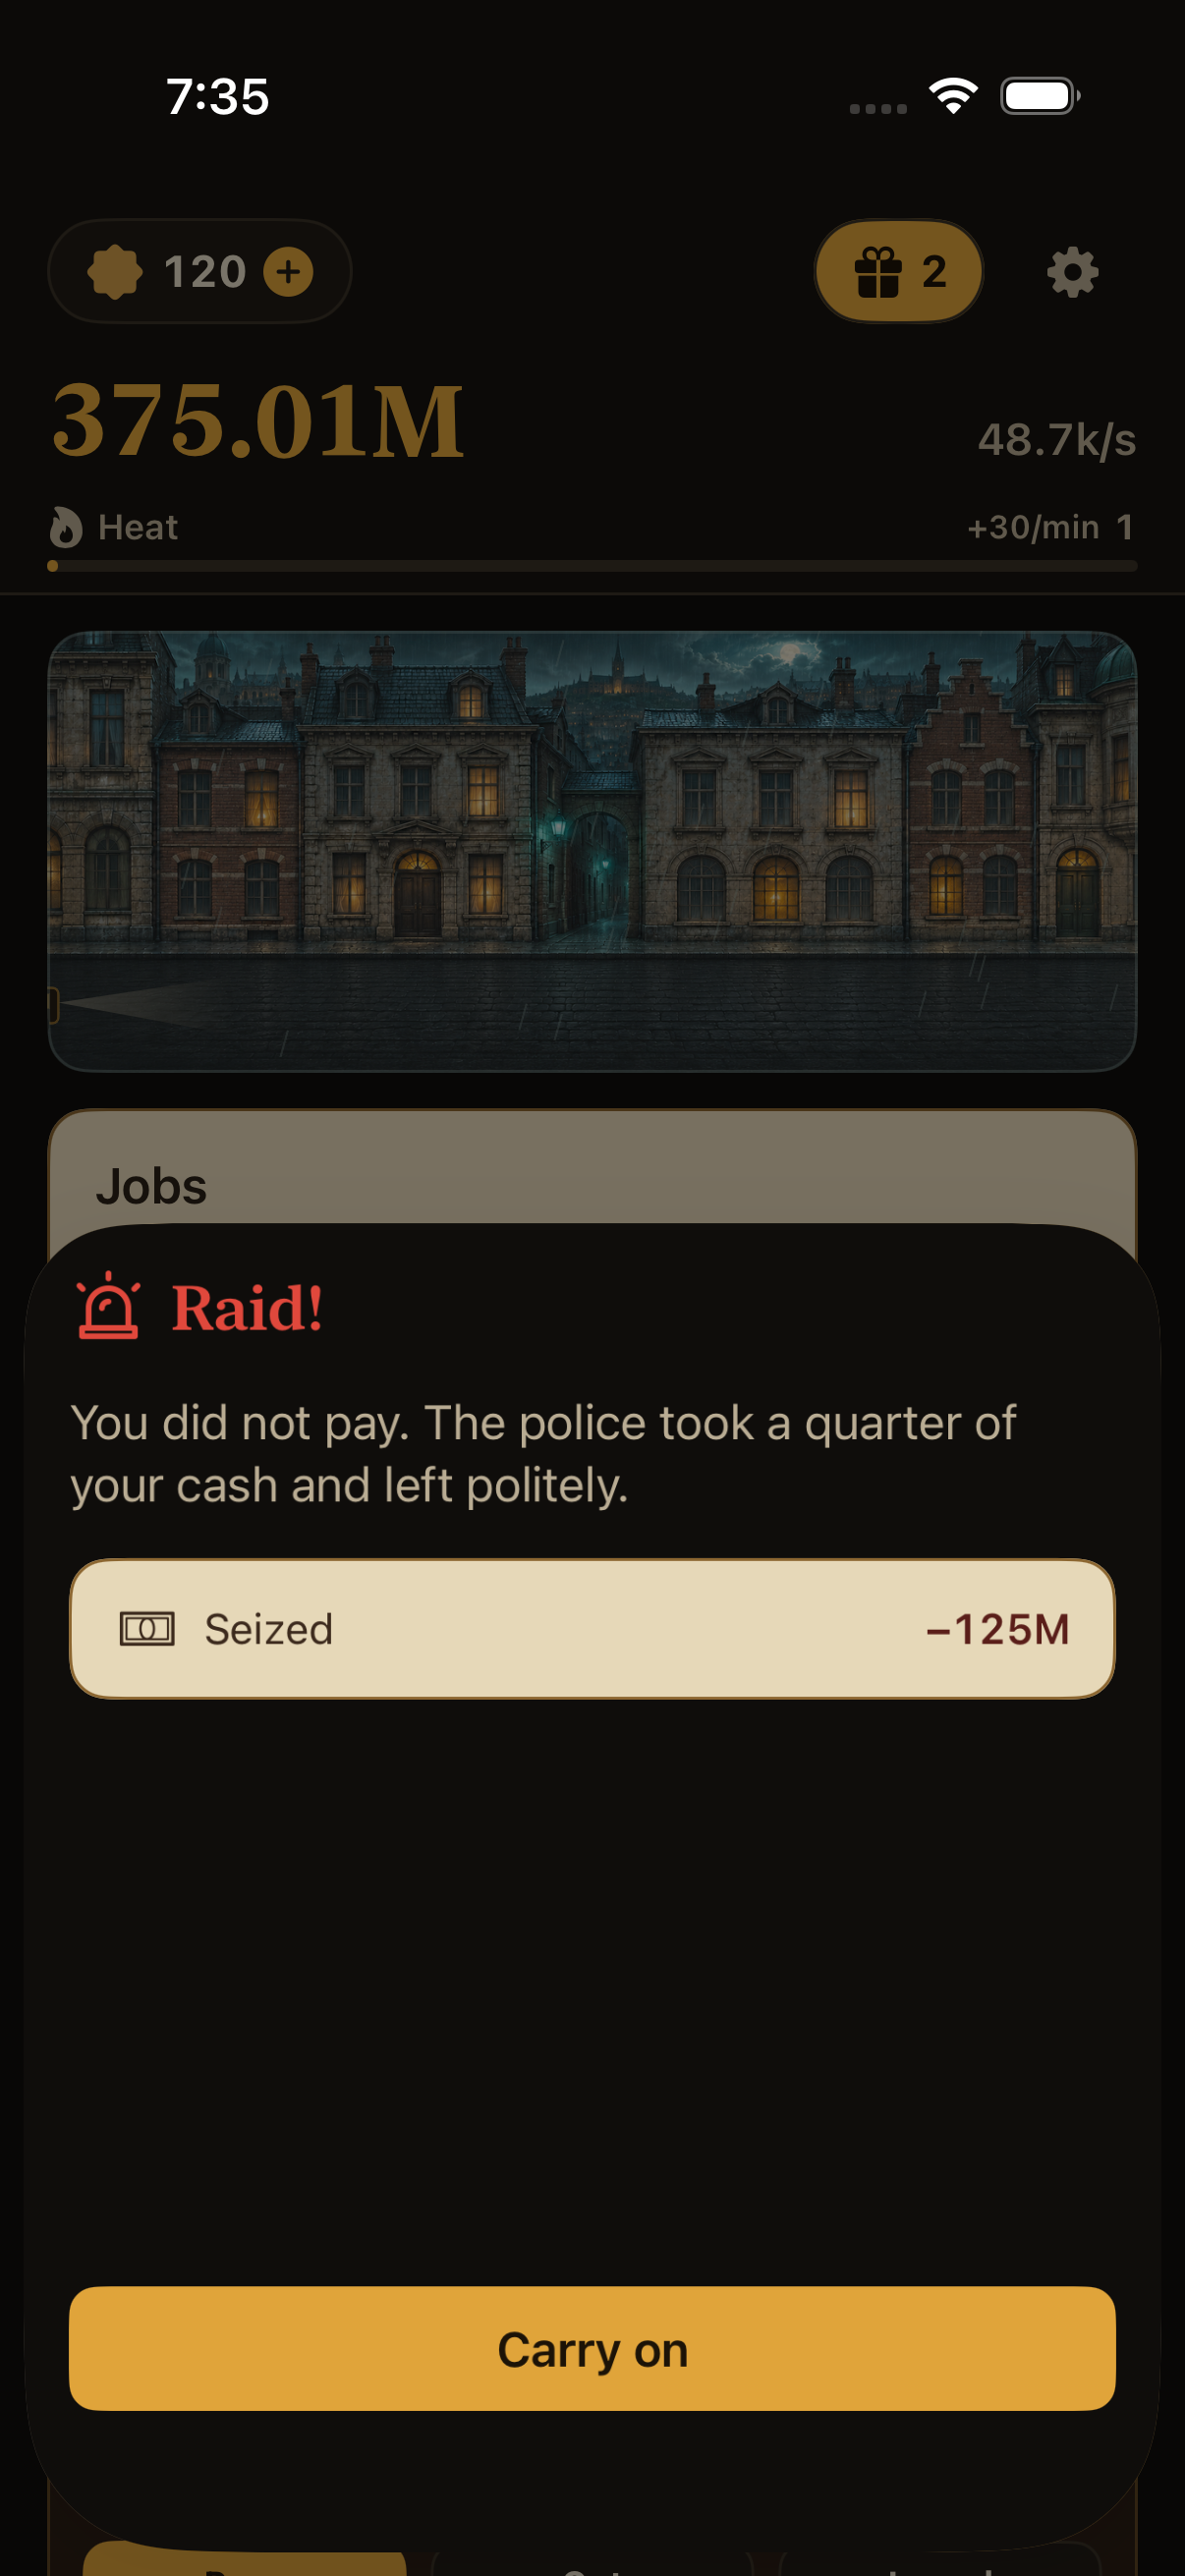 7:35
120
2
375.01M
48.7k/s
Heat
+30/min 1
Jobs
Raid!
You did not pay. The police took a quarter of
your cash and left politely.
Seized
−125M
Carry on